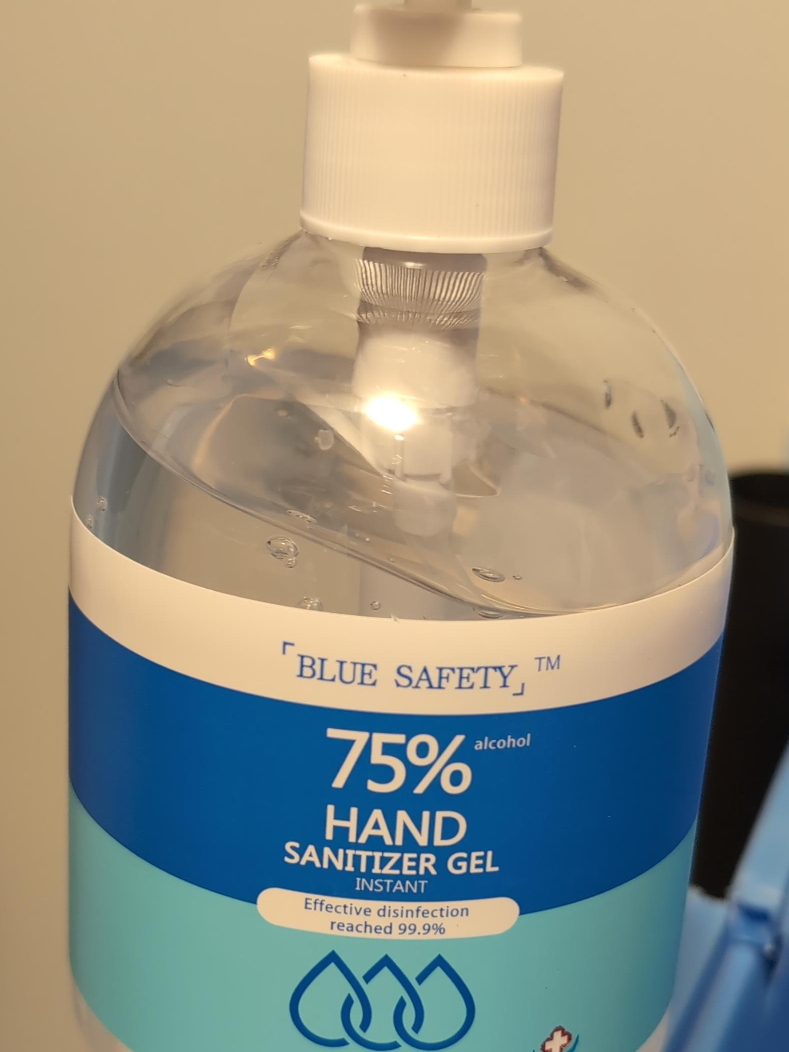 「BLUE SAFETY」 TM
75% alcohol
HAND
SANITIZER GEL
INSTANT
Effective disinfection
reached 99.9%